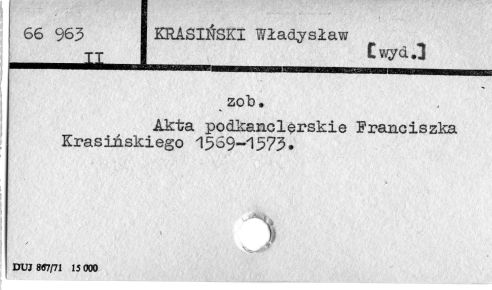 66 963
II
KRASIŃSKI Władysław
[wyd.]
zob.
Akta podkanclerskie Franciszka
Krasińskiego 1569-1573.
DUJ 867/71 15 000